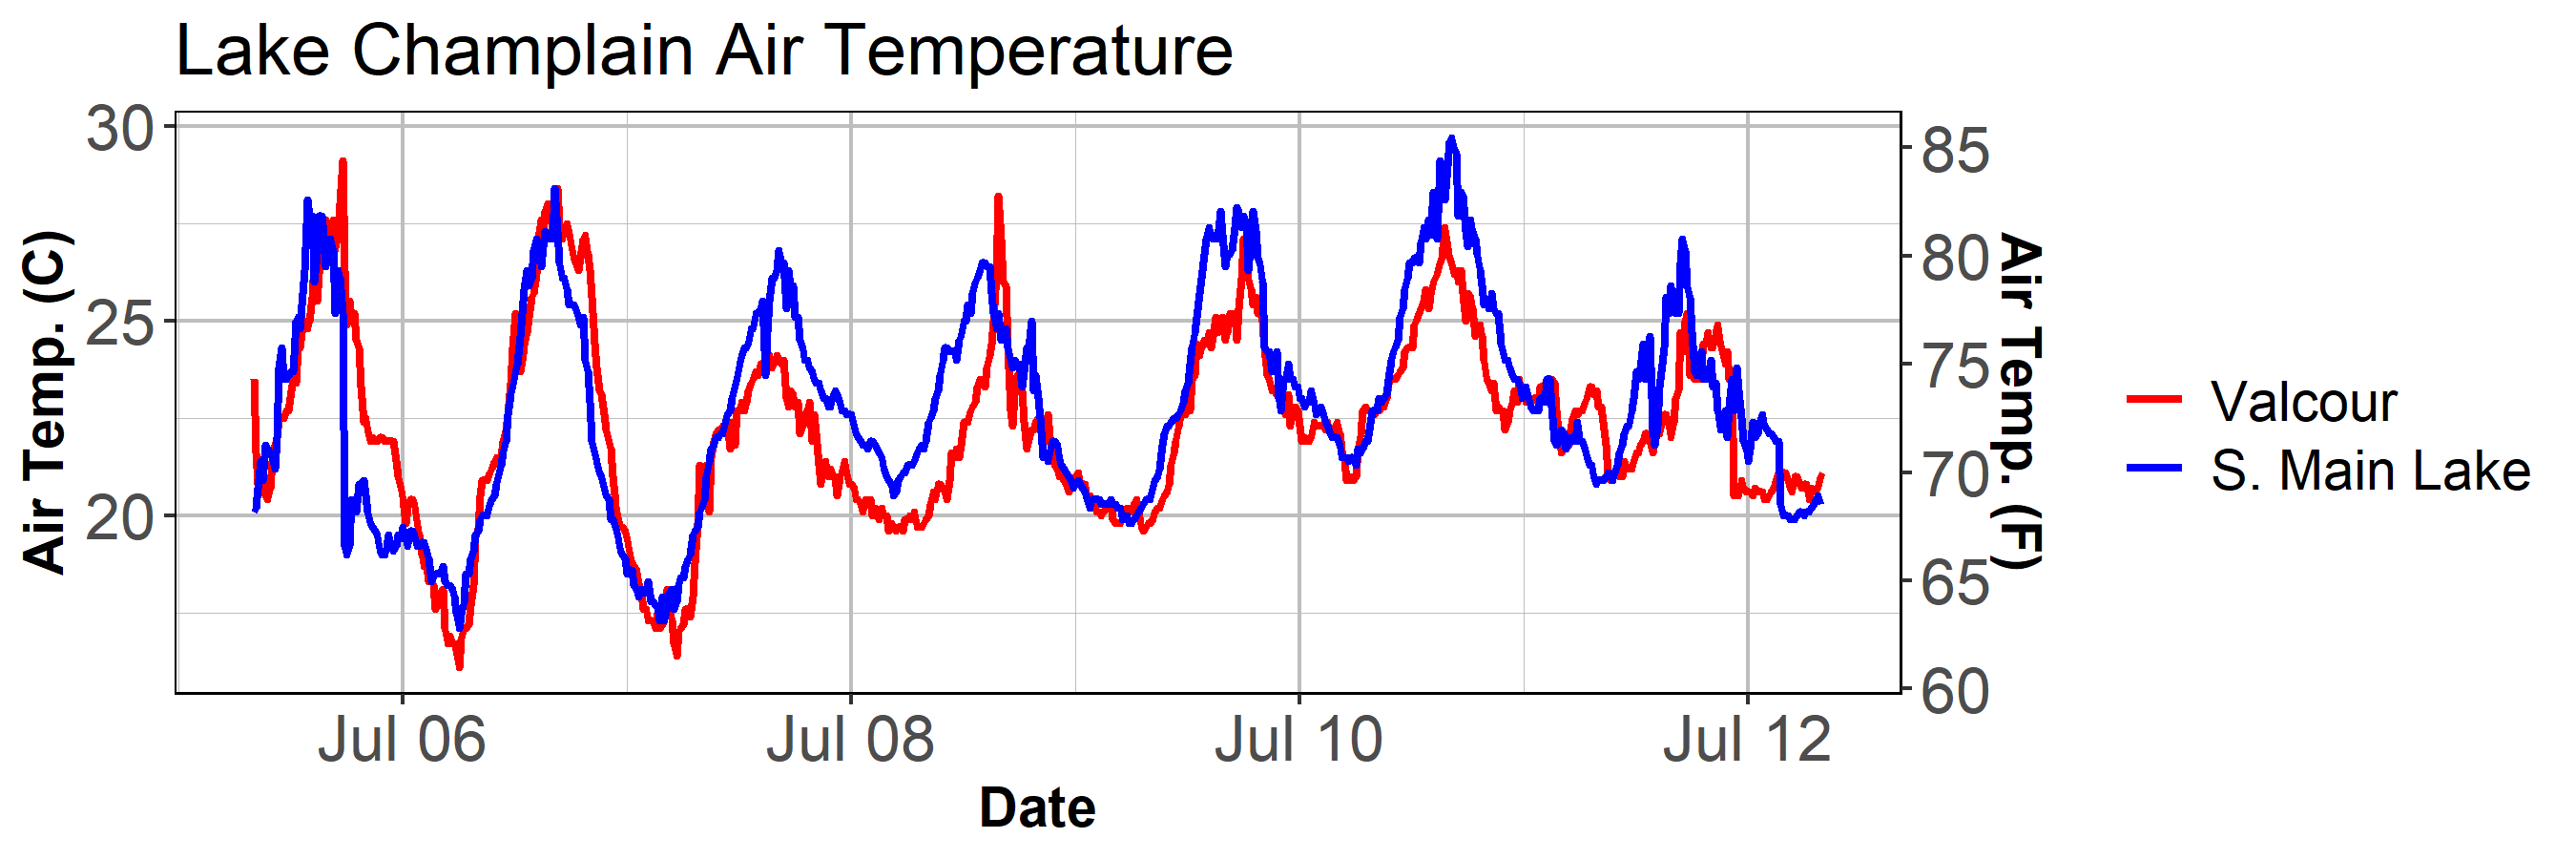 Lake Champlain Air Temperature
30
25
20
Air Temp. (C)
85
80
75
70
65
60
Air Temp. (F)
Jul 06
Jul 08
Jul 10
Jul 12
Date
Valcour
S. Main Lake